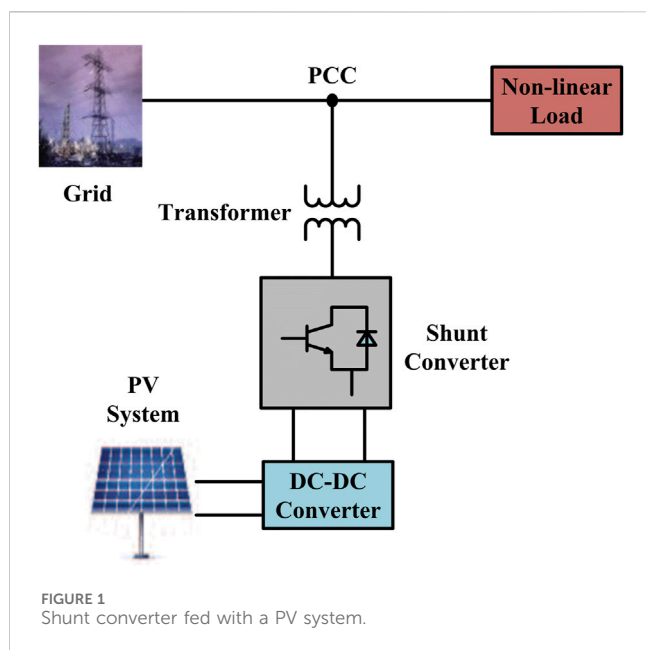 PCC
Non-linear
Load
Grid
Transformer
Shunt
Converter
PV
System
DC-DC
Converter
FIGURE 1
Shunt converter fed with a PV system.